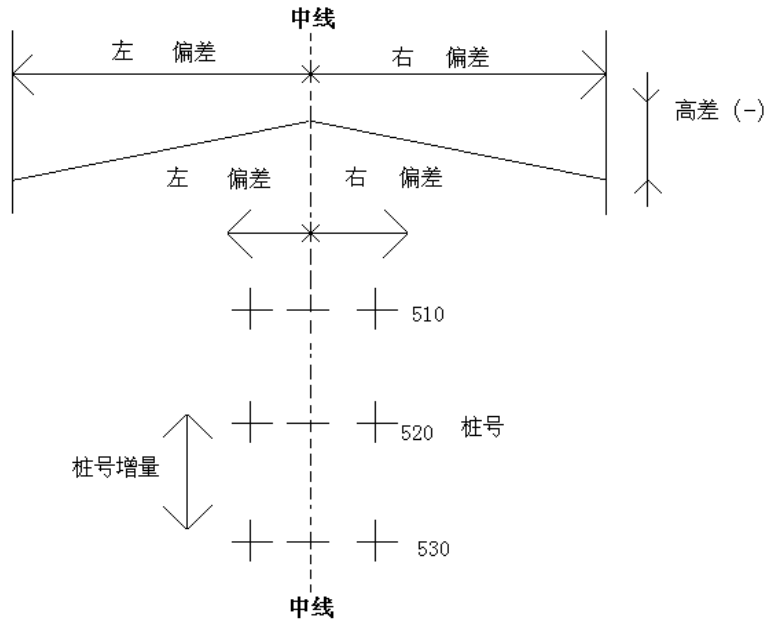 中线
左 偏差
右 偏差
高差 (-)
左 偏差
右 偏差
510
520 桩号
桩号增量
530
中线